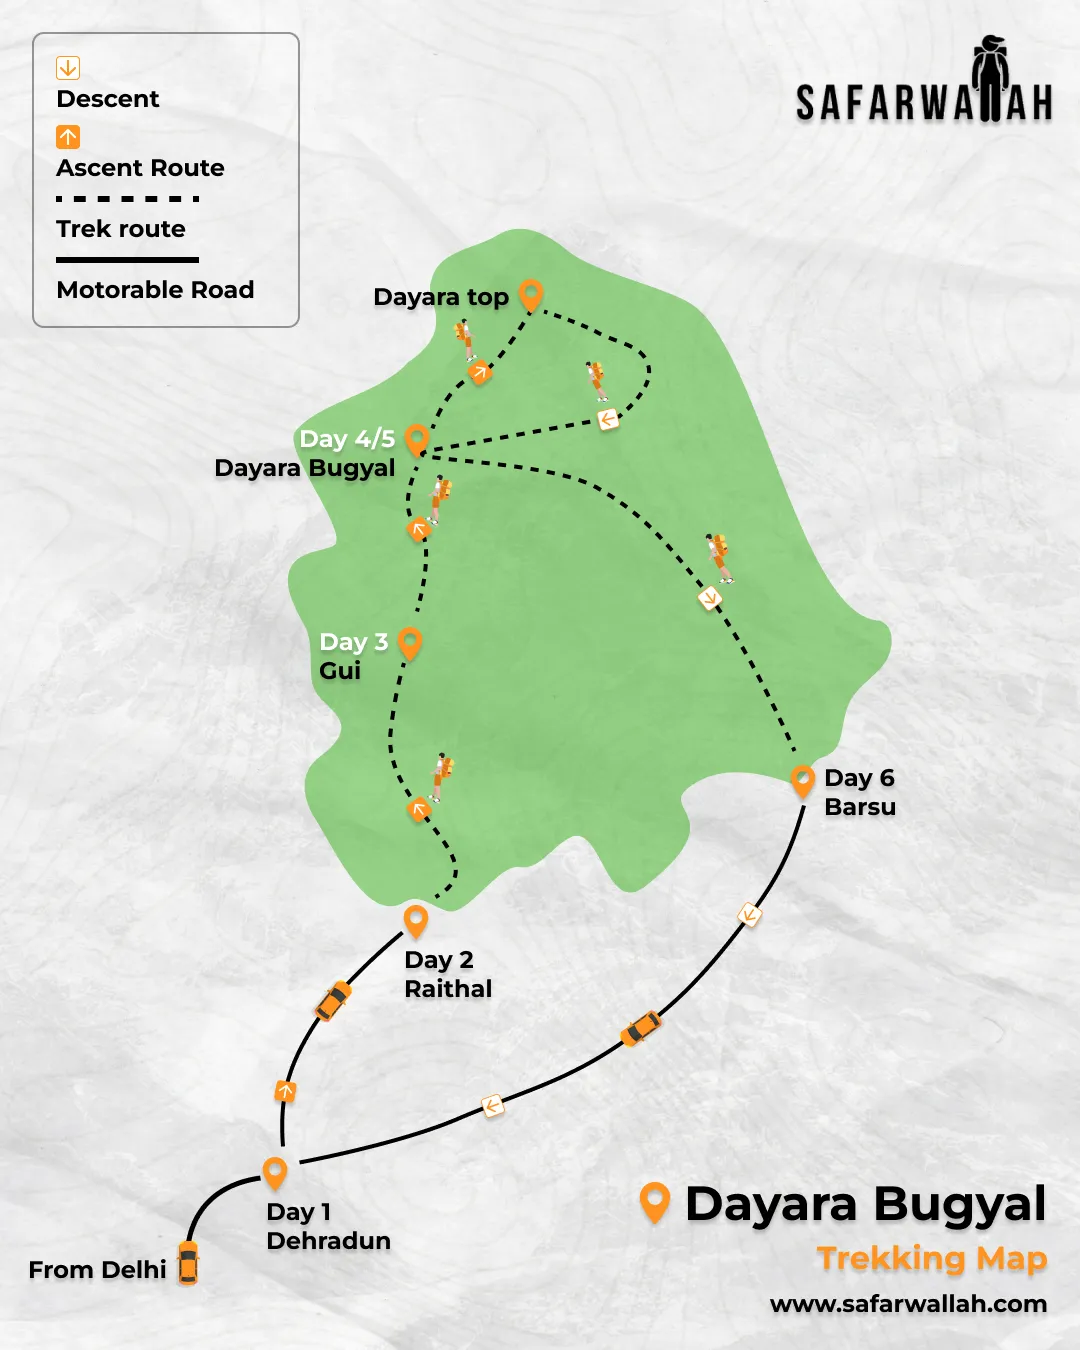 Descent
Ascent Route
Trek route
Motorable Road
SAFARWALLAH
Dayara top
Day 4/5
Dayara Bugyal
Day 3
Gui
Day 6
Barsu
Day 2
Raithal
Day 1
Dehradun
From Delhi
Dayara Bugyal
Trekking Map
www.safarwallah.com